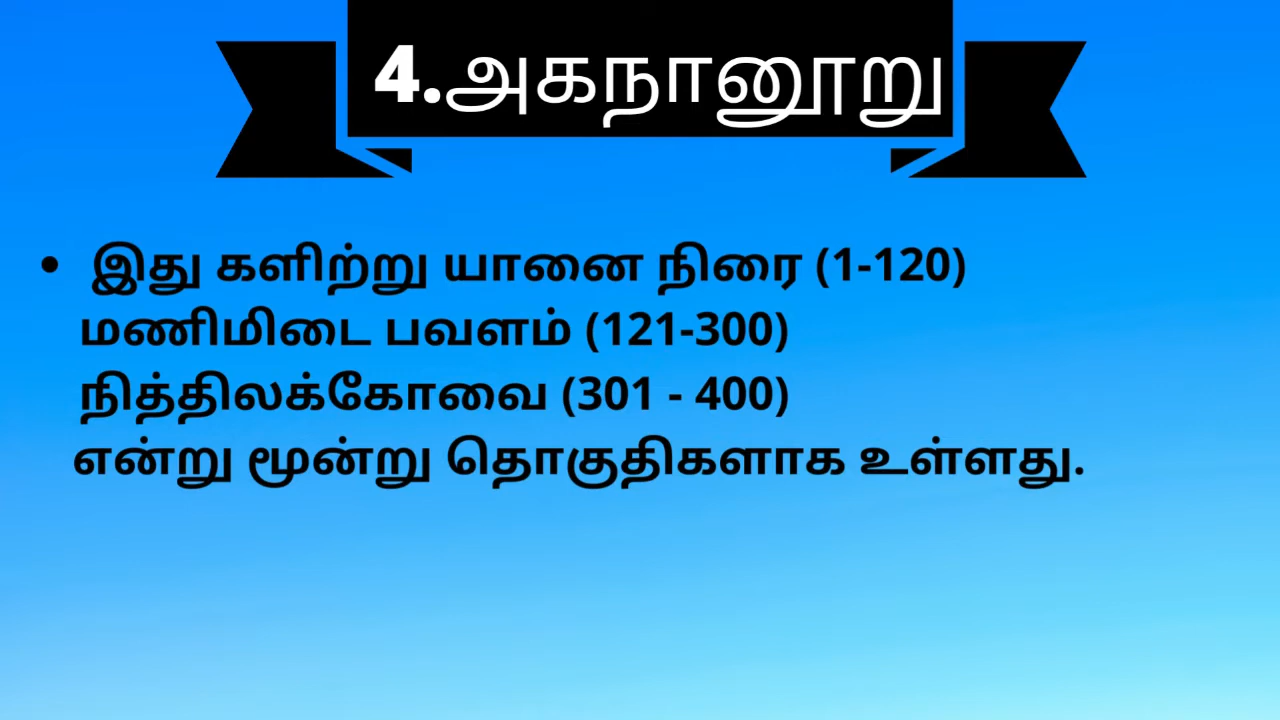 4.அகநானூறு
• இது களிற்று யானை நிரை (1-120)
மணிமிடை பவளம் (121-300)
நித்திலக்கோவை (301 - 400)
என்று மூன்று தொகுதிகளாக உள்ளது.